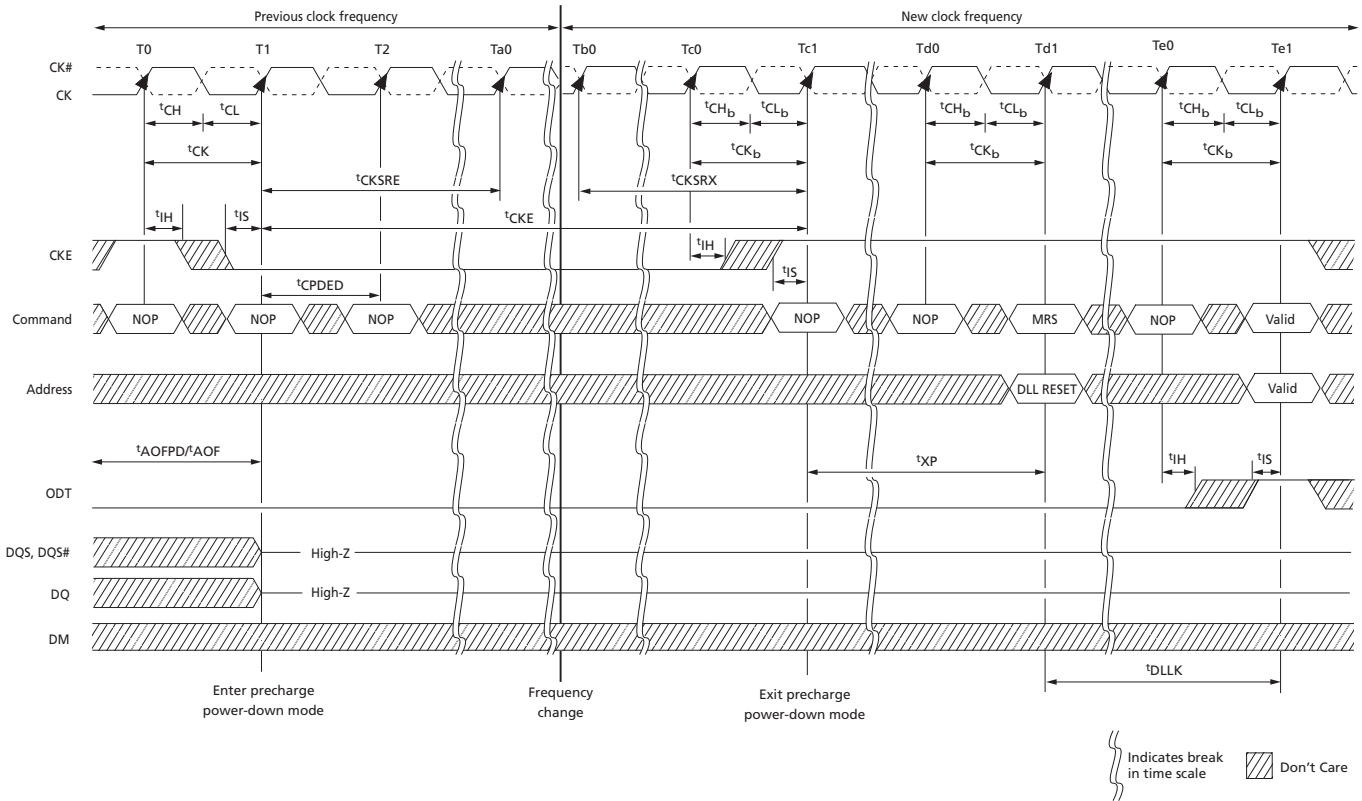 Previous clock frequency New clock frequency
T0 T1 T2 Ta0 Tb0 Tc0 Tc1 Td0 Td1 Te0 Te1
CK#
CK
tCH tCL tCHb tCLb tCHb tCLb tCHb tCLb
tCK tCKb tCKb tCKb
tCKSRE tCKSRX
tIH tIS tCKE
CKE tIH
tIS
tCPDED
Command NOP NOP NOP NOP NOP MRS NOP Valid
Address DLL RESET Valid
tAOFPD/tAOF tXP tIH tIS
ODT
DQS, DQS# High-Z
DQ High-Z
DM
tDLLK
Enter precharge
power-down mode
Frequency
change
Exit precharge
power-down mode
Indicates break
in time scale
Don't Care